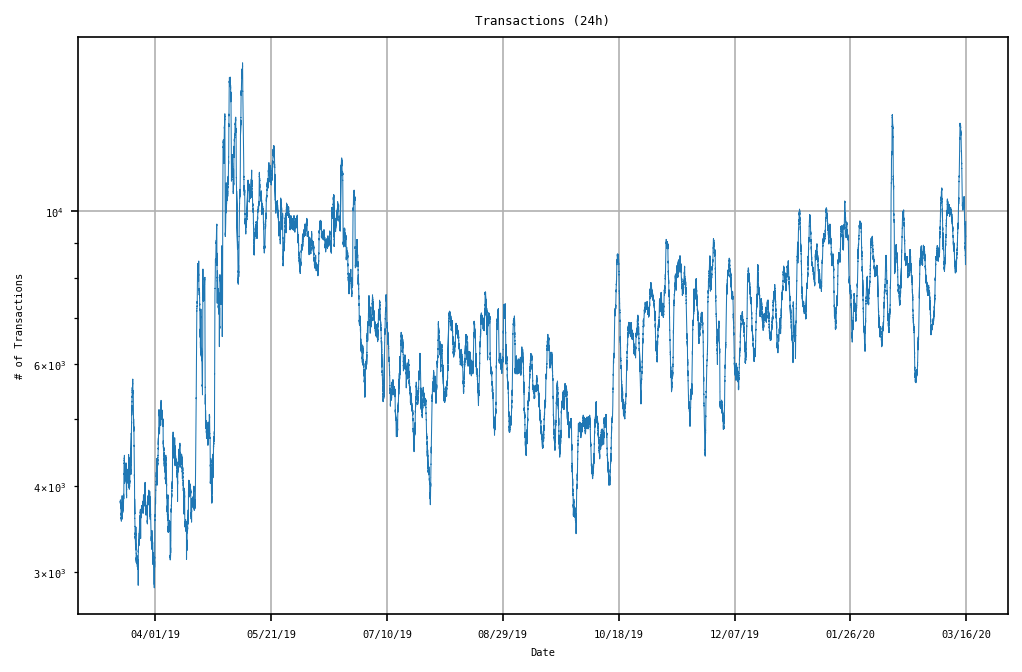 Transactions (24h)
# of Transactions
10⁴
6×10³
4×10³
3×10³
04/01/19 05/21/19 07/10/19 08/29/19 10/18/19 12/07/19 01/26/20 03/16/20
Date